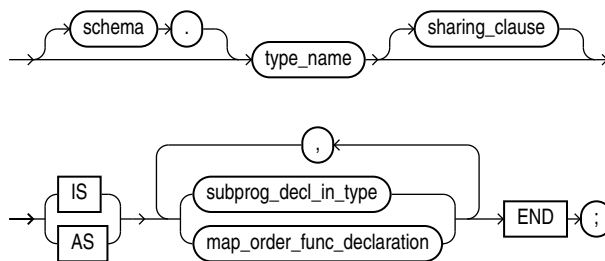 schema . sharing_clause
type_name
,
IS subprog_decl_in_type
END ;
AS map_order_func_declaration